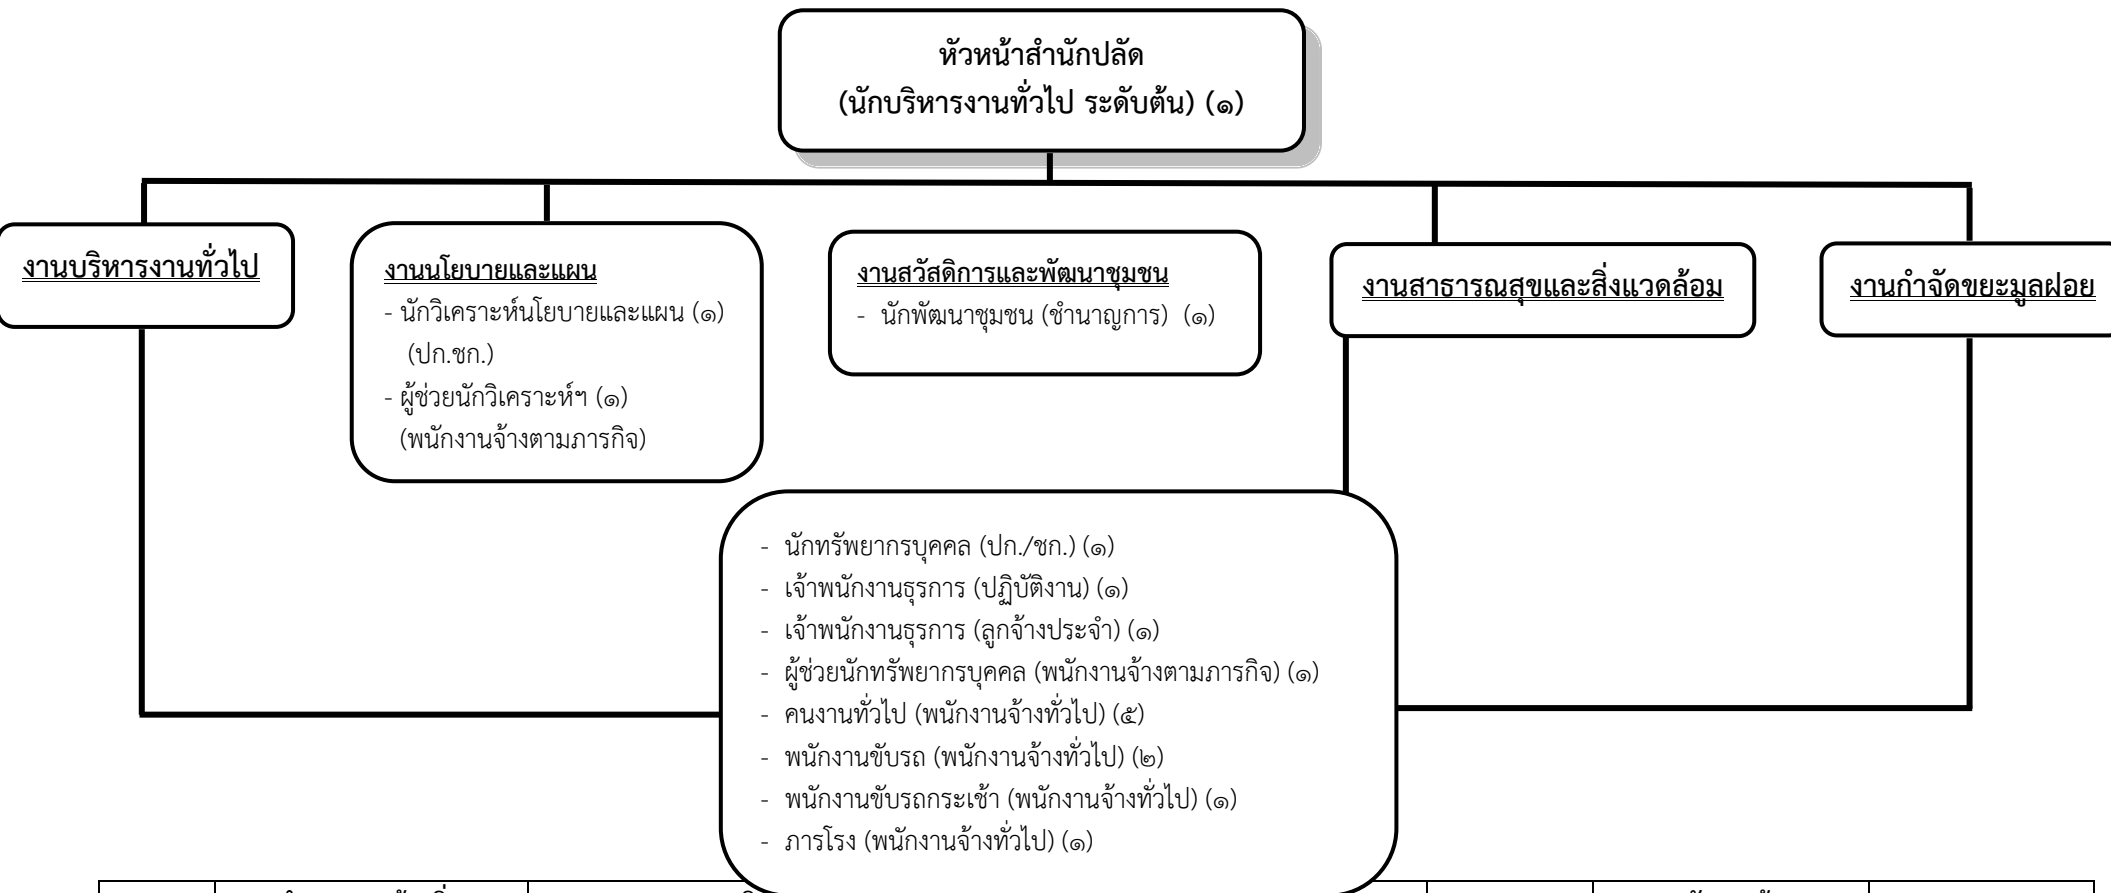 หัวหน้าสำนักปลัด
(นักบริหารงานทั่วไป ระดับต้น) (๑)
งานบริหารงานทั่วไป
งานนโยบายและแผน
- นักวิเคราะห์นโยบายและแผน (๑)
(ปก.ชก.)
- ผู้ช่วยนักวิเคราะห์ฯ (๑)
(พนักงานจ้างตามภารกิจ)
งานสวัสดิการและพัฒนาชุมชน
- นักพัฒนาชุมชน (ชำนาญการ) (๑)
งานสาธารณสุขและสิ่งแวดล้อม
งานกำจัดขยะมูลฝอย
- นักทรัพยากรบุคคล (ปก./ชก.) (๑)
- เจ้าพนักงานธุรการ (ปฏิบัติงาน) (๑)
- เจ้าพนักงานธุรการ (ลูกจ้างประจำ) (๑)
- ผู้ช่วยนักทรัพยากรบุคคล (พนักงานจ้างตามภารกิจ) (๑)
- คนงานทั่วไป (พนักงานจ้างทั่วไป) (๕)
- พนักงานขับรถ (พนักงานจ้างทั่วไป) (๒)
- พนักงานขับรถกระเช้า (พนักงานจ้างทั่วไป) (๑)
- ภารโรง (พนักงานจ้างทั่วไป) (๑)